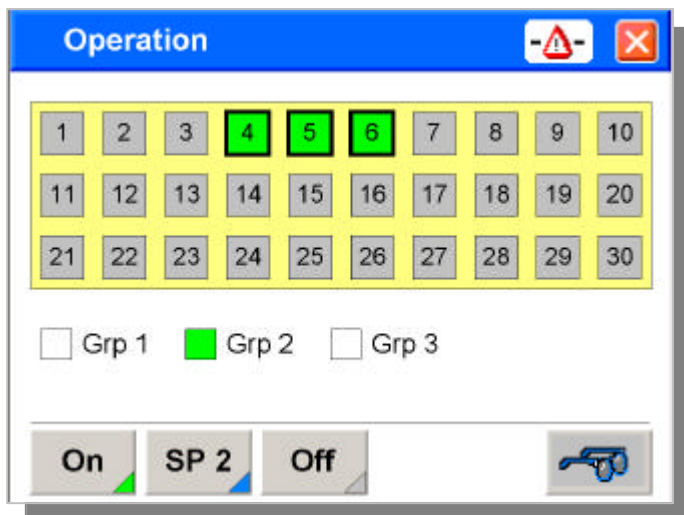 Operation
1 2 3 4 5 6 7 8 9 10
11 12 13 14 15 16 17 18 19 20
21 22 23 24 25 26 27 28 29 30
Grp 1 Grp 2 Grp 3
On SP 2 Off